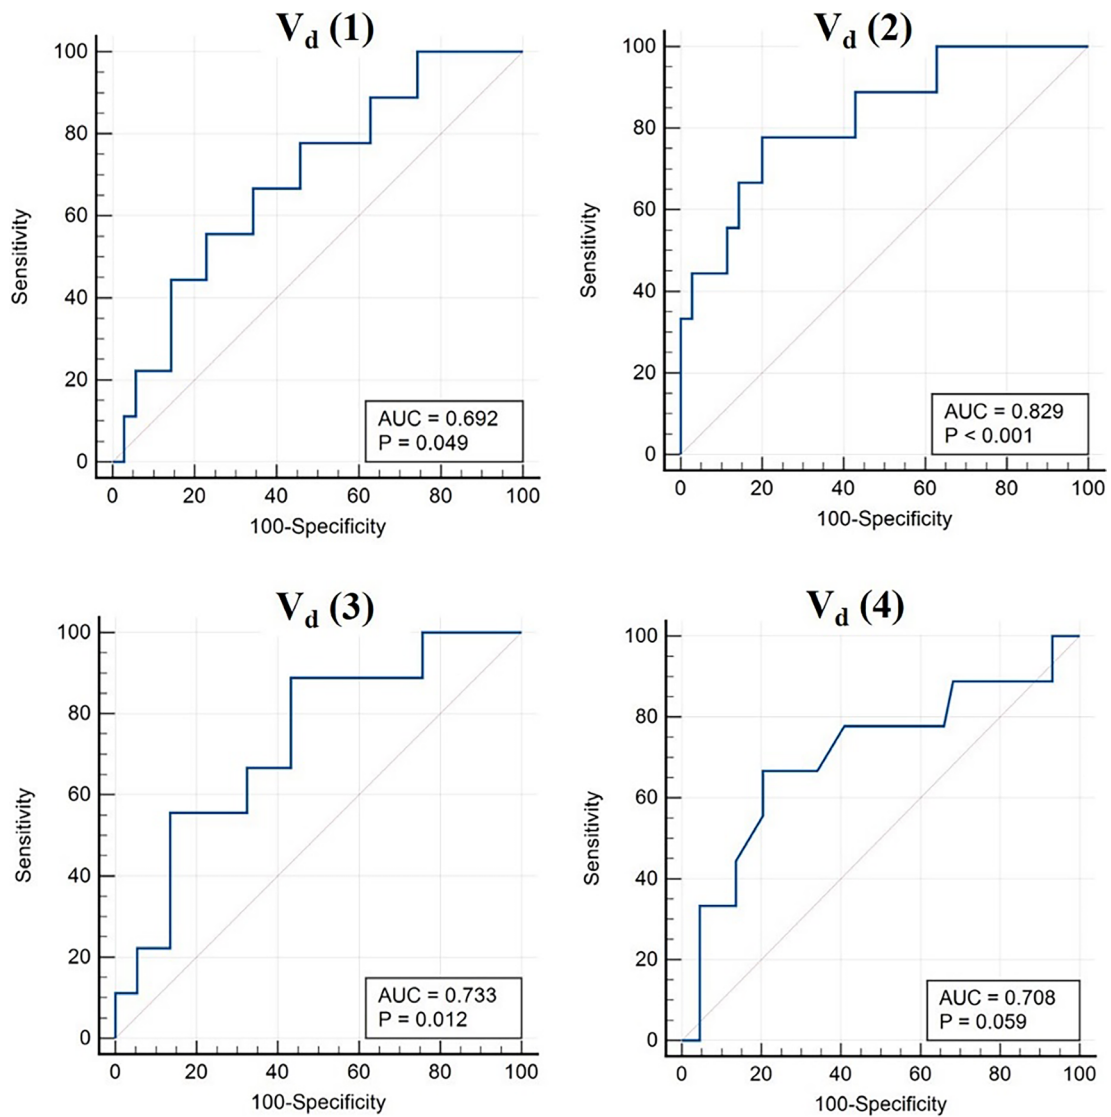 Vd (1)
100
80
60
40
20
0
Sensitivity
AUC = 0.692
P = 0.049
0 20 40 60 80 100
100-Specificity
Vd (2)
100
80
60
40
20
0
Sensitivity
AUC = 0.829
P < 0.001
0 20 40 60 80 100
100-Specificity
Vd (3)
100
80
60
40
20
0
Sensitivity
AUC = 0.733
P = 0.012
0 20 40 60 80 100
100-Specificity
Vd (4)
100
80
60
40
20
0
Sensitivity
AUC = 0.708
P = 0.059
0 20 40 60 80 100
100-Specificity